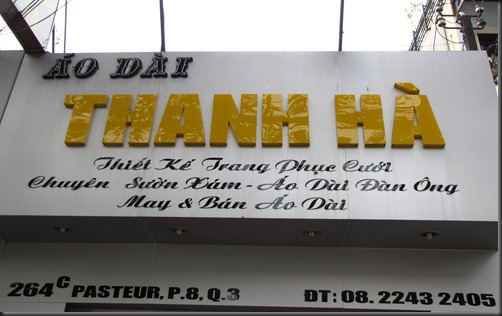 ÁO DÀI
THANH HÀ
Thiết Kế Trang Phục Cưới
Chuyên Sườn Xám - Áo Dài Đàn Ông
May & Bán Áo Dài
264C PASTEUR, P.8, Q.3 ĐT: 08. 2243 2405